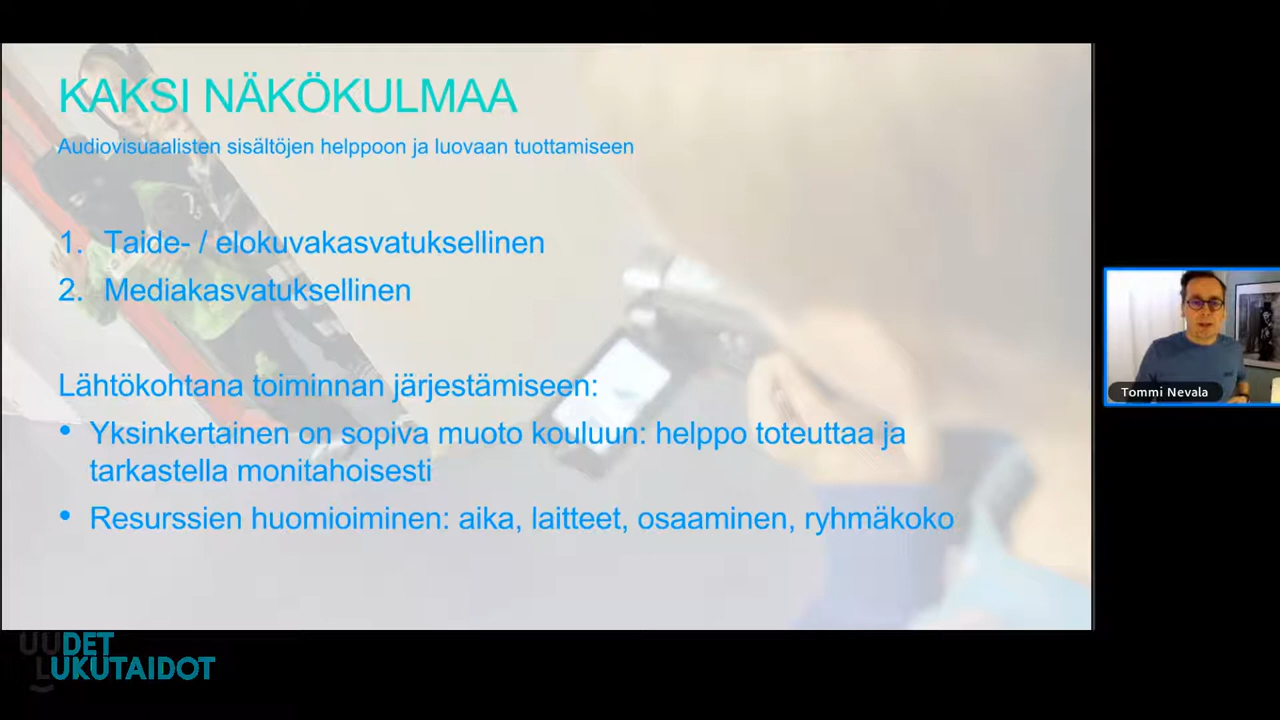 KAKSI NÄKÖKULMAA
Audiovisuaalisten sisältöjen helppoon ja luovaan tuottamiseen
1. Taide- / elokuvakasvatuksellinen
2. Mediakasvatuksellinen
Lähtökohtana toiminnan järjestämiseen:
• Yksinkertainen on sopiva muoto kouluun: helppo toteuttaa ja
tarkastella monitahoisesti
• Resurssien huomioiminen: aika, laitteet, osaaminen, ryhmäkoko
Tommi Nevala
UUDET
LUKUTAIDOT